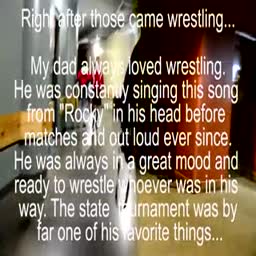 Right after those came wrestling...
My dad always loved wrestling.
He was constantly singing this song
from "Rocky" in his head before
matches and out loud ever since.
He was always in a great mood and
ready to wrestle whoever was in his
way. The state tournament was by
far one of his favorite things...